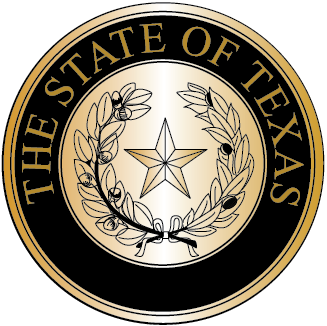 THE STATE OF TEXAS